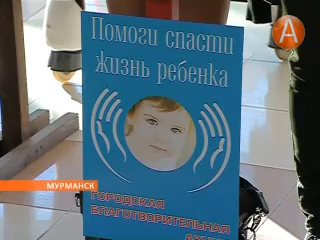 А
Помоги спасти
жизнь ребенка
МУРМАНСК
ГОРОДСКАЯ
БЛАГОТВОРИТЕЛЬНАЯ